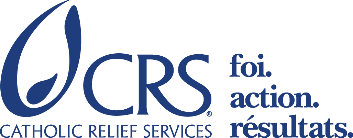 CRS®
CATHOLIC RELIEF SERVICES
foi.
action.
résultats.